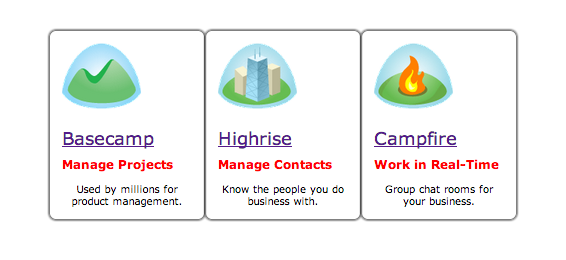 Basecamp
Manage Projects
Used by millions for
product management.
Highrise
Manage Contacts
Know the people you do
business with.
Campfire
Work in Real-Time
Group chat rooms for
your business.